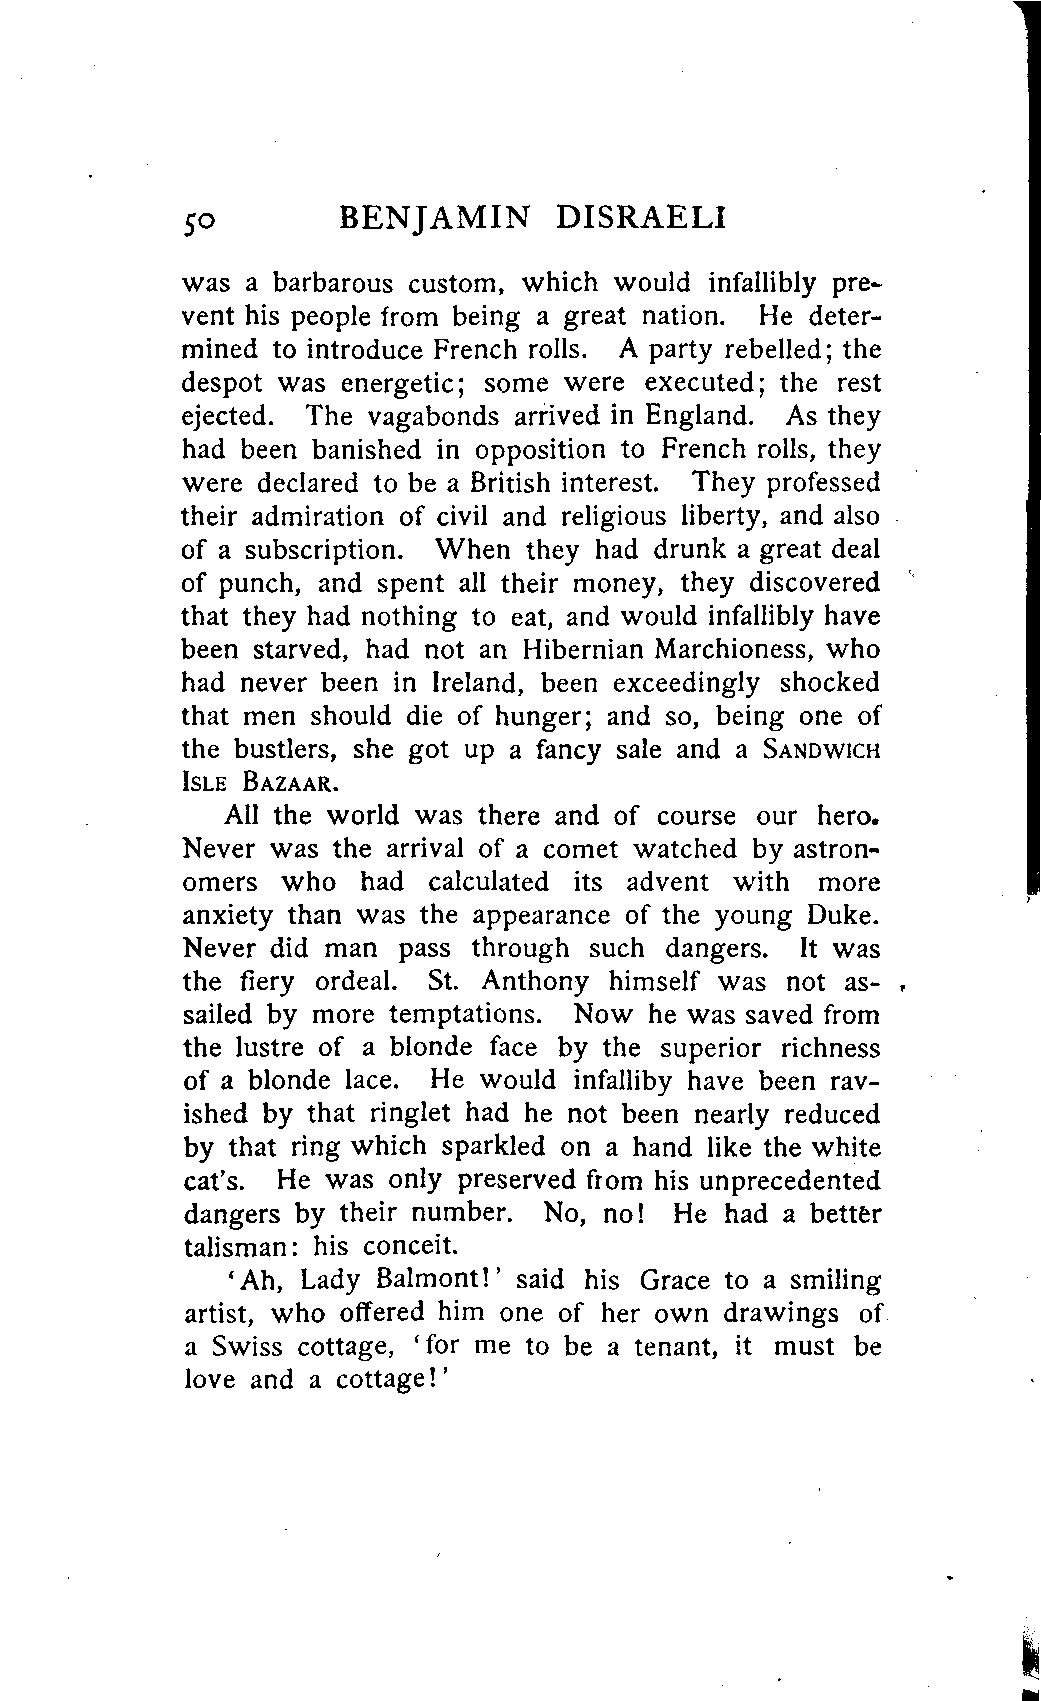 50 BENJAMIN DISRAELI
was a barbarous custom, which would infallibly pre-
vent his people from being a great nation. He deter-
mined to introduce French rolls. A party rebelled; the
despot was energetic; some were executed; the rest
ejected. The vagabonds arrived in England. As they
had been banished in opposition to French rolls, they
were declared to be a British interest. They professed
their admiration of civil and religious liberty, and also
of a subscription. When they had drunk a great deal
of punch, and spent all their money, they discovered
that they had nothing to eat, and would infallibly have
been starved, had not an Hibernian Marchioness, who
had never been in Ireland, been exceedingly shocked
that men should die of hunger; and so, being one of
the bustlers, she got up a fancy sale and a SANDWICH
ISLE BAZAAR.
All the world was there and of course our hero.
Never was the arrival of a comet watched by astron-
omers who had calculated its advent with more
anxiety than was the appearance of the young Duke.
Never did man pass through such dangers. It was
the fiery ordeal. St. Anthony himself was not as-
sailed by more temptations. Now he was saved from
the lustre of a blonde face by the superior richness
of a blonde lace. He would infalliby have been rav-
ished by that ringlet had he not been nearly reduced
by that ring which sparkled on a hand like the white
cat's. He was only preserved from his unprecedented
dangers by their number. No, no! He had a better
talisman: his conceit.
'Ah, Lady Balmont!' said his Grace to a smiling
artist, who offered him one of her own drawings of
a Swiss cottage, 'for me to be a tenant, it must be
love and a cottage!'